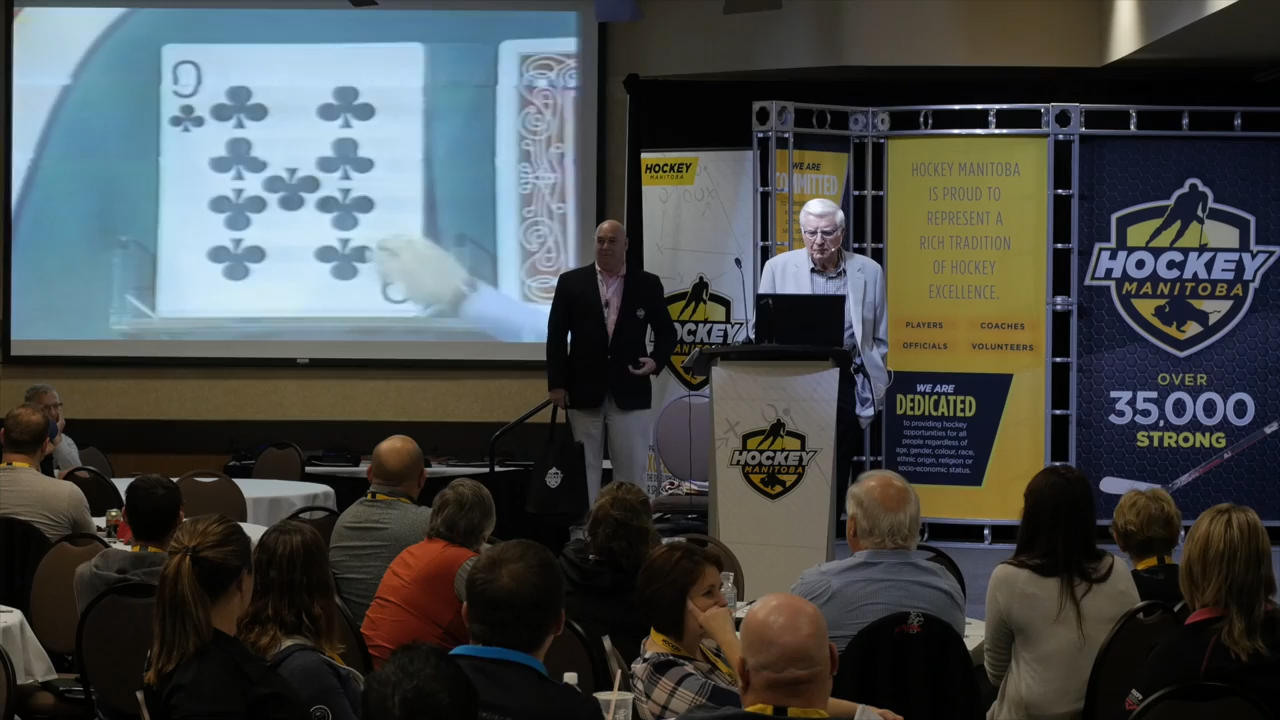 9
HOCKEY
MANITOBA
WE ARE
COMMITTED
HOCKEY MANITOBA
IS PROUD TO
REPRESENT A
RICH TRADITION
OF HOCKEY
EXCELLENCE.
PLAYERS
COACHES
OFFICIALS
VOLUNTEERS
WE ARE
DEDICATED
to providing hockey
opportunities for all
people regardless of
age, gender, colour, race,
ethnic origin, religion or
socio-economic status.
HOCKEY
MANITOBA
OVER
35,000
STRONG
HOCKEY
MANITOBA
HOCKEY
MANITOBA